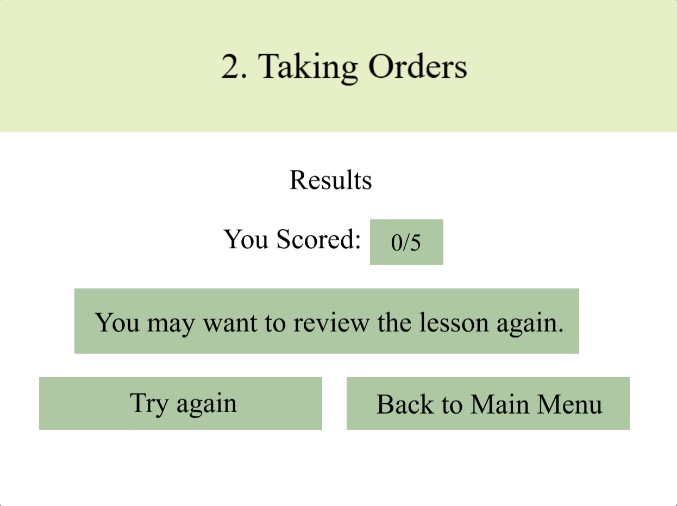 2. Taking Orders
Results
You Scored: 0/5
You may want to review the lesson again.
Try again
Back to Main Menu